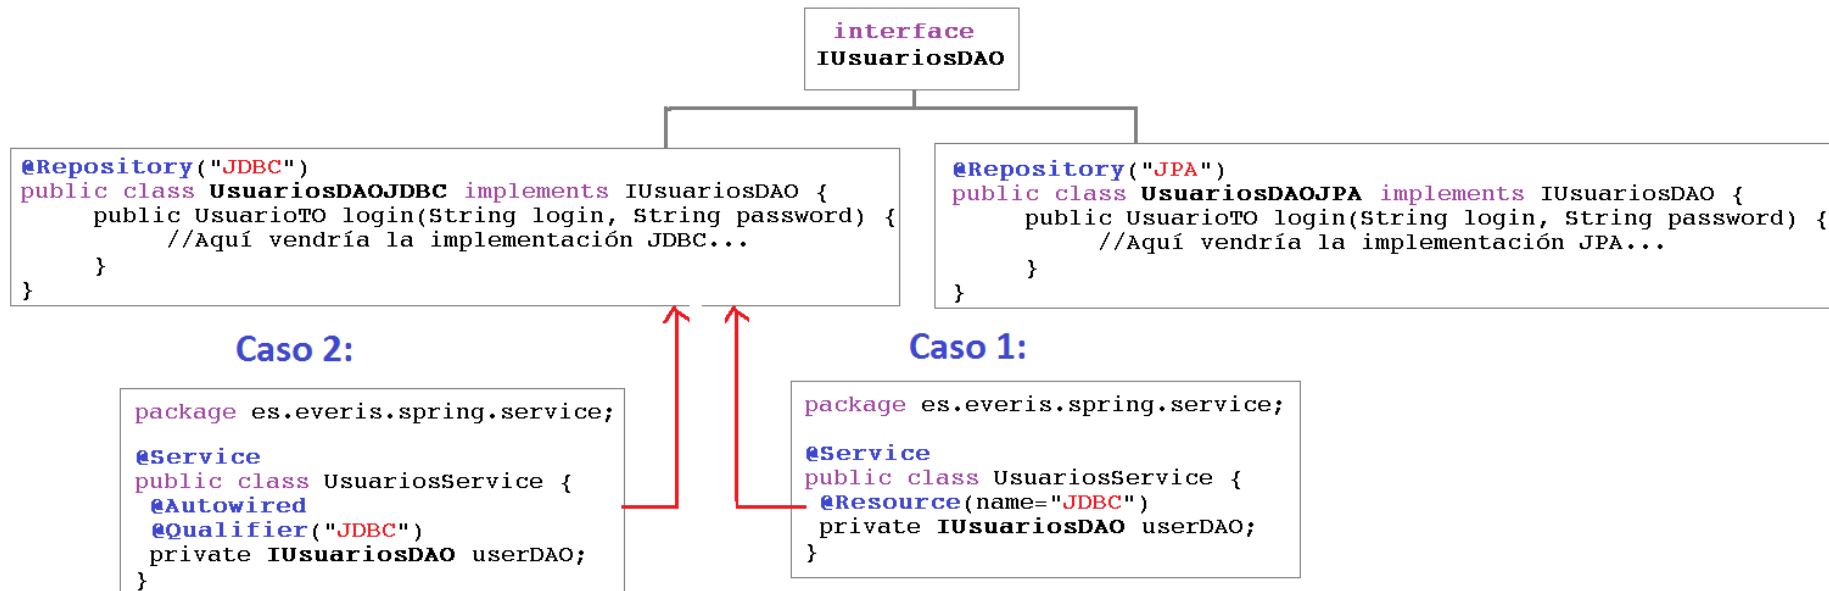 interface
IUsuariosDAO
@Repository("JDBC")
public class UsuariosDAOJDBC implements IUsuariosDAO {
public UsuarioTO login(String login, String password) {
//Aquí vendría la implementación JDBC...
}
}
@Repository("JPA")
public class UsuariosDAOJPA implements IUsuariosDAO {
public UsuarioTO login(String login, String password) {
//Aquí vendría la implementación JPA...
}
}
Caso 2:
package es.everis.spring.service;
@Service
public class UsuariosService {
@Autowired
@Qualifier("JDBC")
private IUsuariosDAO userDAO;
}
Caso 1:
package es.everis.spring.service;
@Service
public class UsuariosService {
@Resource(name="JDBC")
private IUsuariosDAO userDAO;
}